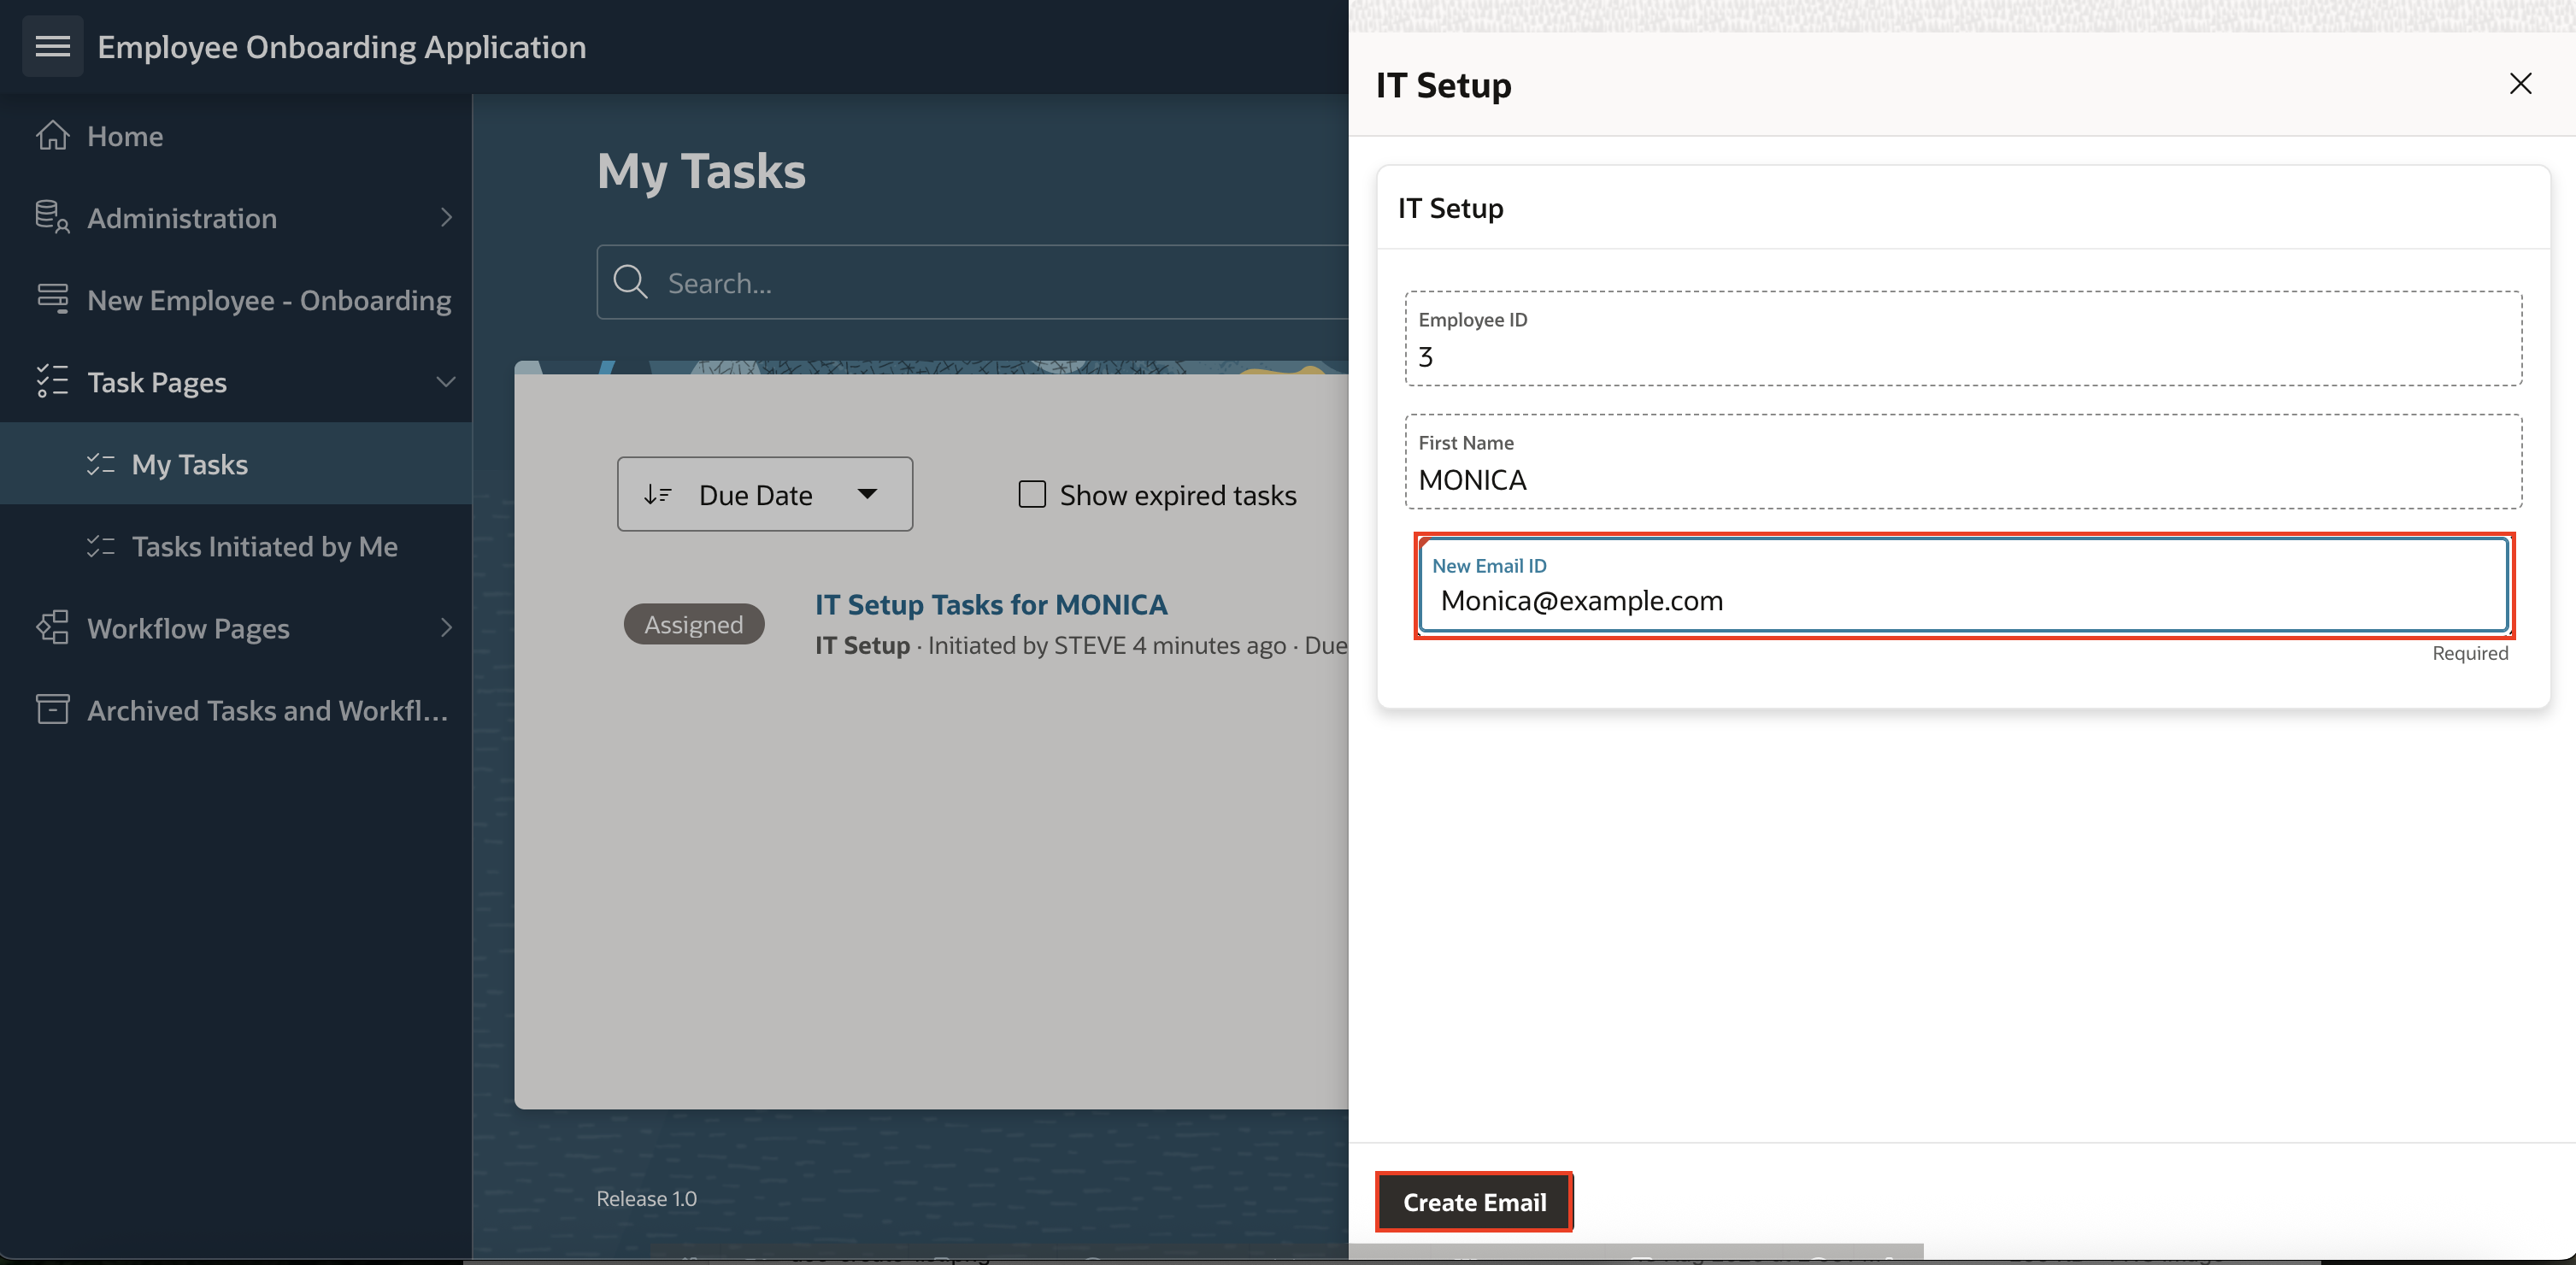 Employee Onboarding Application
Home
Administration
New Employee - Onboarding
Task Pages
My Tasks
Tasks Initiated by Me
Workflow Pages
Archived Tasks and Workfl...
My Tasks
Search...
Due Date
Show expired tasks
Assigned
IT Setup Tasks for MONICA
IT Setup · Initiated by STEVE 4 minutes ago · Due
Release 1.0
IT Setup
IT Setup
Employee ID
3
First Name
MONICA
New Email ID
Monica@example.com
Required
Create Email